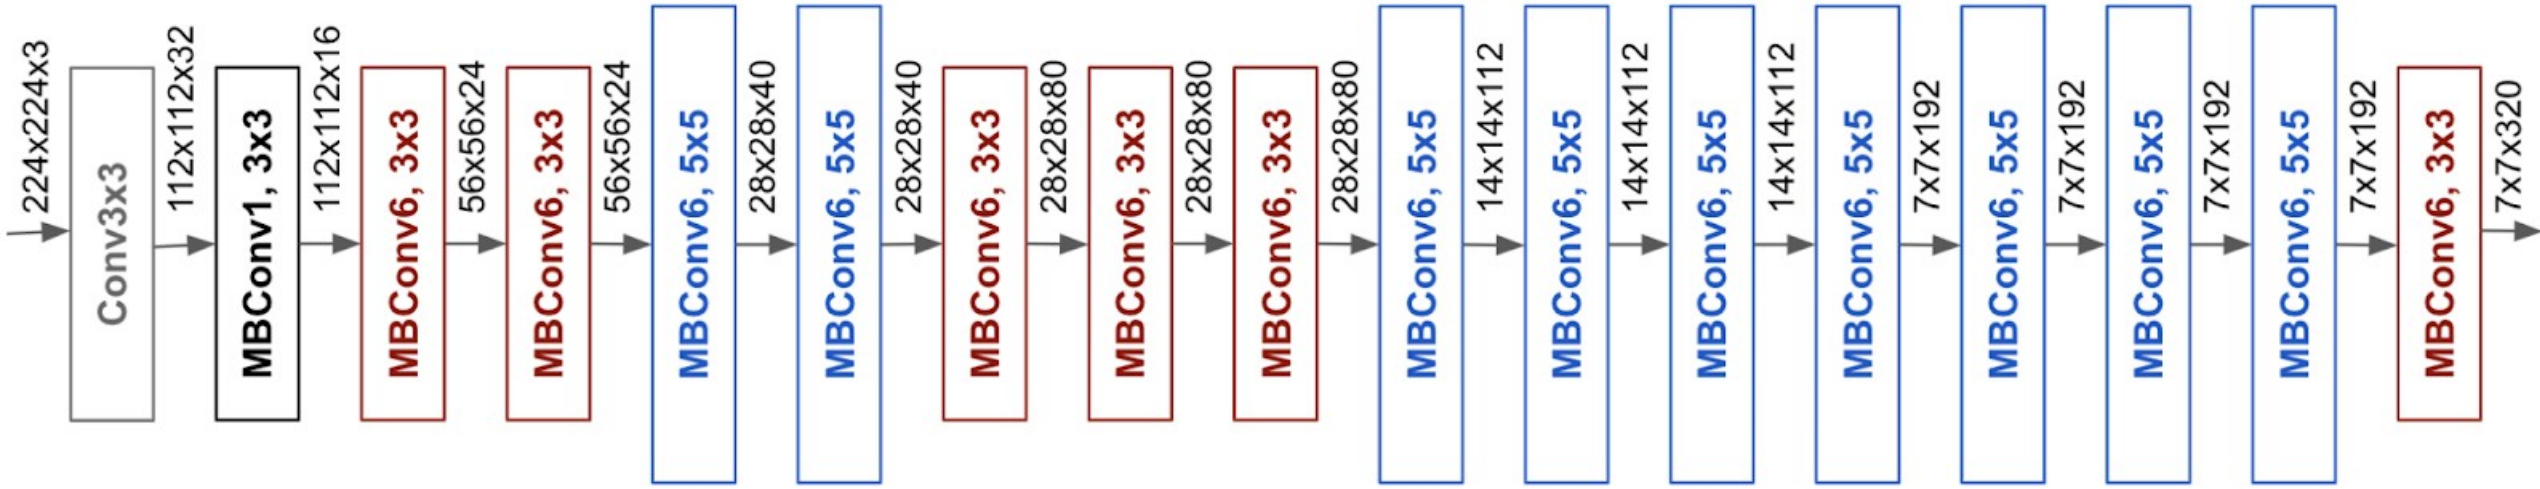 224x224x3
Conv3x3
112x112x32
MBConv1, 3x3
112x112x16
MBConv6, 3x3
56x56x24
MBConv6, 3x3
56x56x24
MBConv6, 5x5
28x28x40
MBConv6, 5x5
28x28x40
MBConv6, 3x3
28x28x80
MBConv6, 3x3
28x28x80
MBConv6, 3x3
28x28x80
MBConv6, 5x5
14x14x112
MBConv6, 5x5
14x14x112
MBConv6, 5x5
14x14x112
MBConv6, 5x5
7x7x192
MBConv6, 5x5
7x7x192
MBConv6, 5x5
7x7x192
MBConv6, 5x5
7x7x192
MBConv6, 3x3
7x7x320